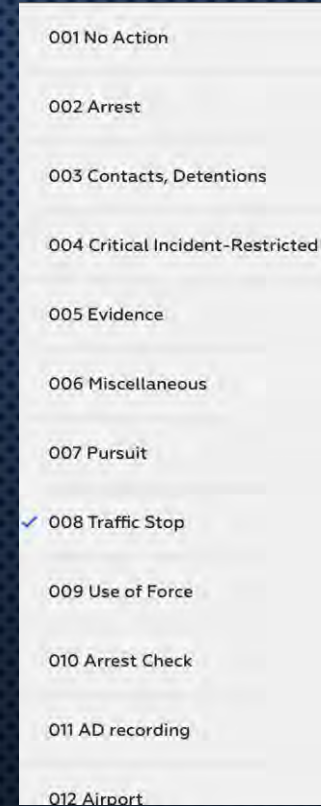 001 No Action
002 Arrest
003 Contacts, Detentions
004 Critical Incident-Restricted
005 Evidence
006 Miscellaneous
007 Pursuit
008 Traffic Stop
009 Use of Force
010 Arrest Check
011 AD recording
012 Airport